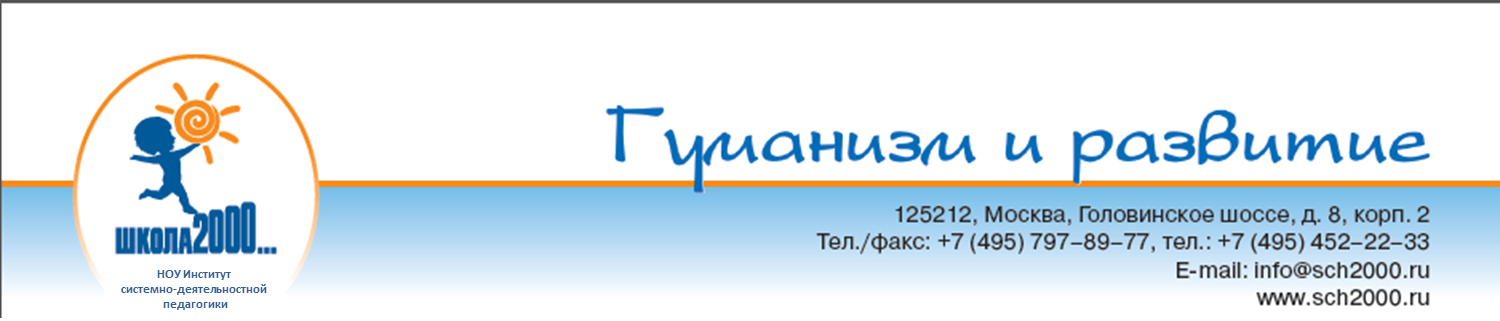 Гуманизм и развитие
школа2000...
НОУ Институт
системно-деятельностной
педагогики
125212, Москва, Головинское шоссе, д. 8, корп. 2
Тел./факс: +7 (495) 797–89–77, тел.: +7 (495) 452–22–33
E-mail: info@sch2000.ru
www.sch2000.ru